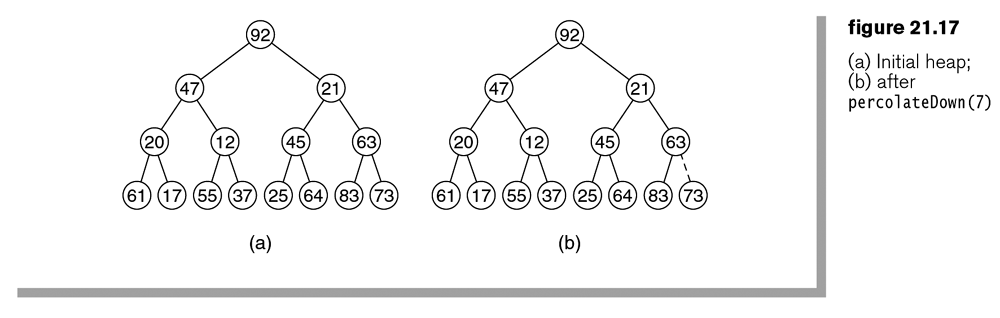 92
47 21
20 12 45 63
61 17 55 37 25 64 83 73
(a)
92
47 21
20 12 45 63
61 17 55 37 25 64 83 73
(b)
figure 21.17
(a) Initial heap;
(b) after
percolateDown(7)